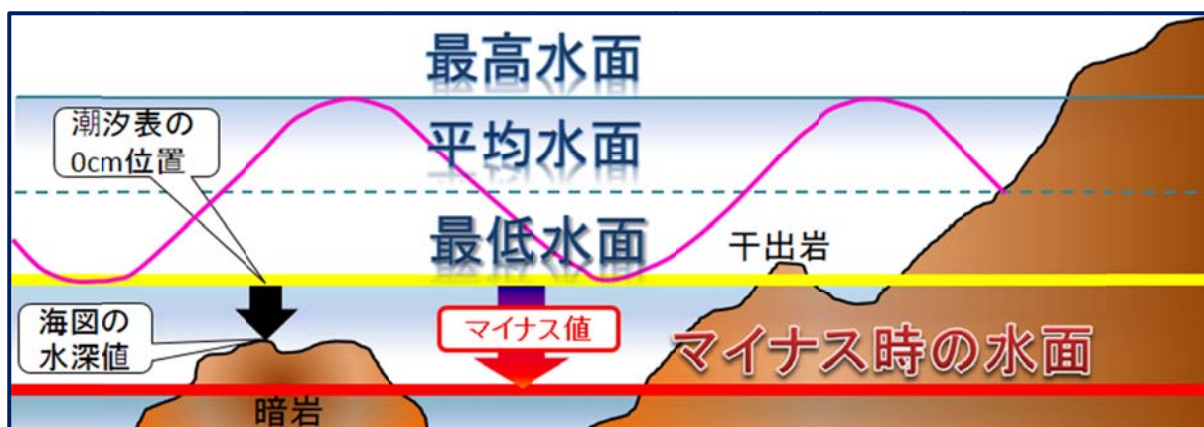 最高水面
潮汐表の
0cm位置
平均水面
最低水面
干出岩
海図の
水深値
マイナス値
マイナス時の水面
暗岩